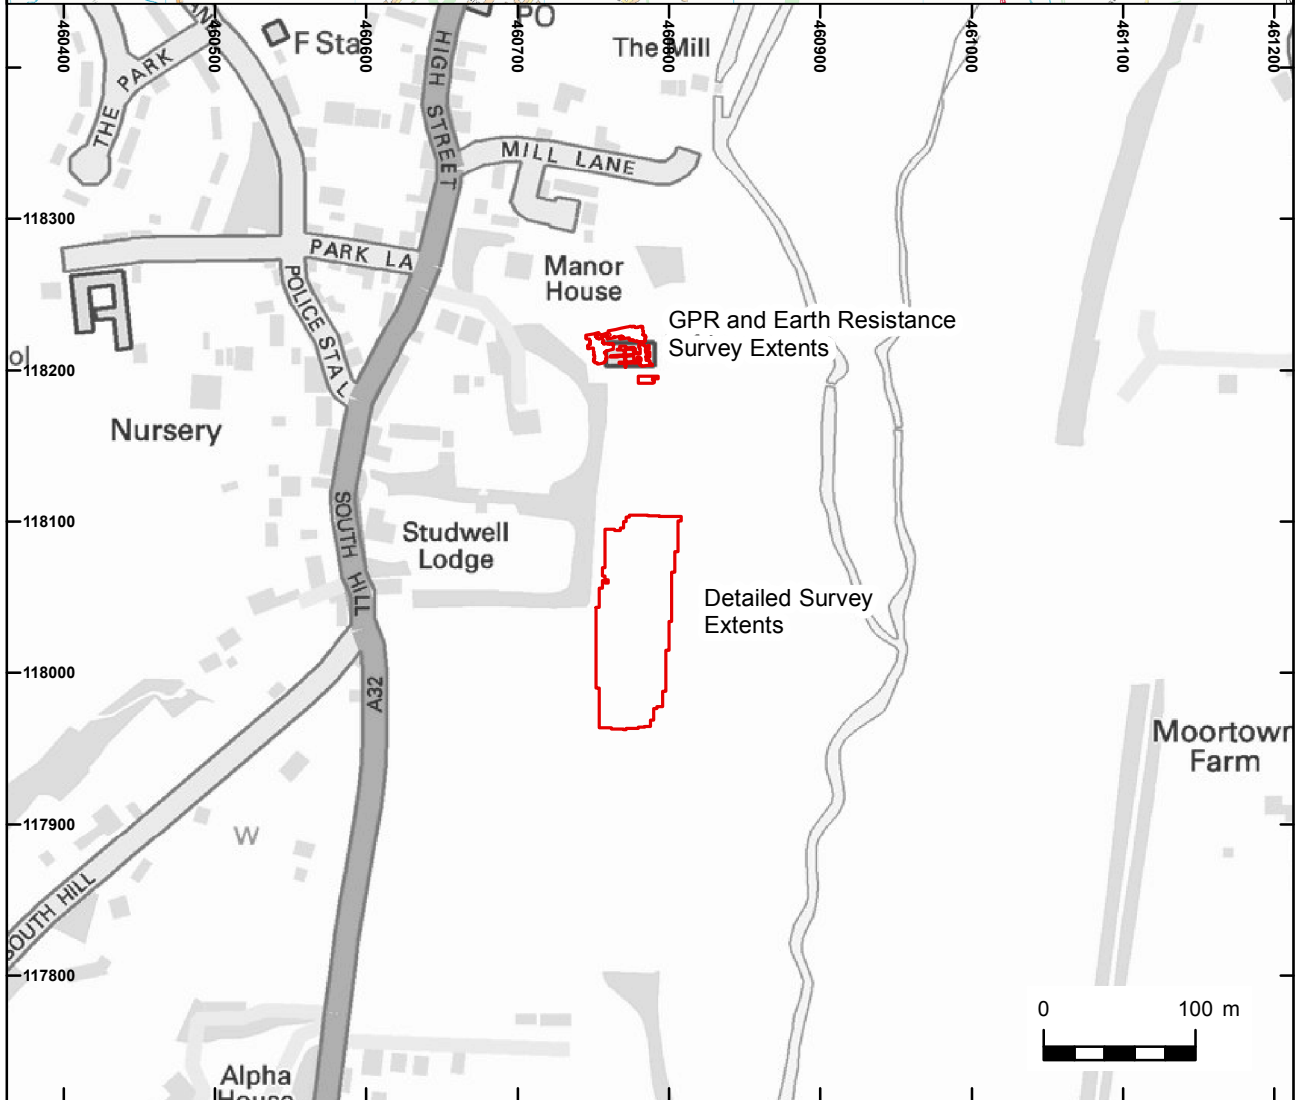 460400
460500
460600
460700
460800
460900
461000
461100
461200
PO
F Sta
The Mill
THE PARK
HIGH STREET
MILL LANE
118300
PARK LA
Manor
House
POLICE STA L
GPR and Earth Resistance
Survey Extents
118200
Nursery
118100
SOUTH HILL
Studwell
Lodge
Detailed Survey
Extents
118000
A32
Moortown
Farm
117900
W
SOUTH HILL
117800
0 100 m
Alpha
House